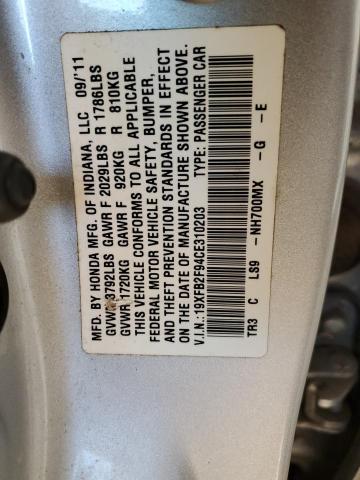 MFD. BY HONDA MFG. OF INDIANA, LLC 09/'11
GVWR 3792LBS GAWR F 2029LBS R 1786LBS
GVWR 1720KG GAWR F 920KG R 810KG
THIS VEHICLE CONFORMS TO ALL APPLICABLE
FEDERAL MOTOR VEHICLE SAFETY, BUMPER,
AND THEFT PREVENTION STANDARDS IN EFFECT
ON THE DATE OF MANUFACTURE SHOWN ABOVE.
V.I.N.: 19XFB2F94CE310203 TYPE: PASSENGER CAR
TR3 C LS9 -NH700MX -G -E